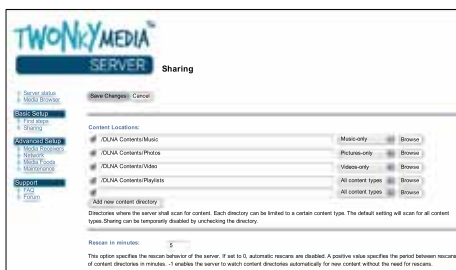 TWONKYMEDIA
SERVER
Sharing
Server status
Media Browser
Save Changes Cancel
Basic Setup
First steps
Sharing
Advanced Setup
Media Receivers
Network
Media Feeds
Maintenance
Support
FAQ
Forum
Content Locations:
/DLNA Contents/Music Music-only Browse
/DLNA Contents/Photos Pictures-only Browse
/DLNA Contents/Video Videos-only Browse
/DLNA Contents/Playlists All content types Browse
All content types Browse
Add new content directory
Directories where the server shall scan for content. Each directory can be limited to a certain content type. The default setting will scan for all content
types. Sharing can be temporarily disabled by unchecking the directory.
Rescan in minutes: 5
This option specifies the rescan behavior of the server. If set to 0, automatic rescans are disabled. A positive value specifies the period between rescans
of content directories in minutes. -1 enables the server to watch content directories automatically for new content without the need for rescans.